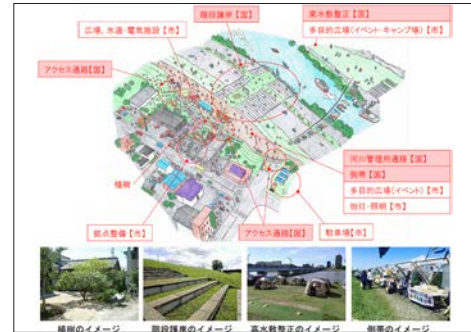 階段護岸【国】
高水敷整正【国】
広場、水道・電気施設【市】
多目的広場(イベント・キャンプ場)【市】
アクセス通路【国】
河川管理用通路【国】
側帯【国】
植樹
多目的広場(イベント)【市】
街灯・照明【市】
拠点整備【市】
アクセス通路【国】
駐車場【市】
植樹のイメージ
階段護岸のイメージ
高水敷整正のイメージ
側帯のイメージ